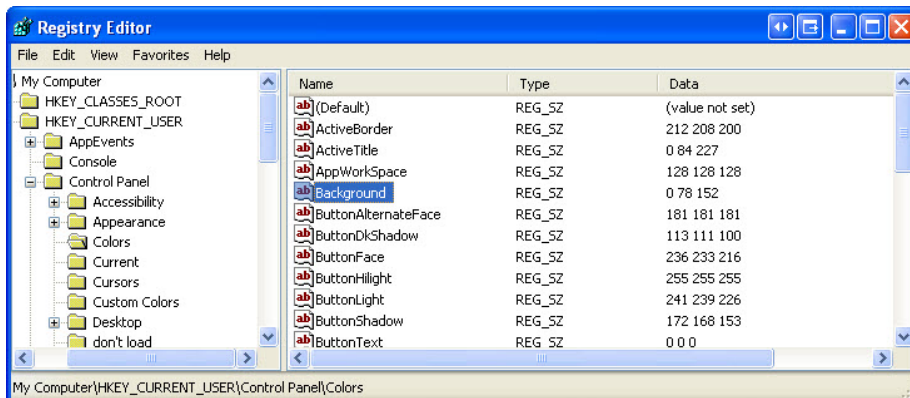 Registry Editor
File Edit View Favorites Help
My Computer
HKEY_CLASSES_ROOT
HKEY_CURRENT_USER
AppEvents
Console
Control Panel
Accessibility
Appearance
Colors
Current
Cursors
Custom Colors
Desktop
don't load
Name Type Data
(Default) REG_SZ (value not set)
ActiveBorder REG_SZ 212 208 200
ActiveTitle REG_SZ 0 84 227
AppWorkSpace REG_SZ 128 128 128
Background REG_SZ 0 78 152
ButtonAlternateFace REG_SZ 181 181 181
ButtonDkShadow REG_SZ 113 111 100
ButtonFace REG_SZ 236 233 216
ButtonHilight REG_SZ 255 255 255
ButtonLight REG_SZ 241 239 226
ButtonShadow REG_SZ 172 168 153
ButtonText REG_SZ 0 0 0
My Computer\HKEY_CURRENT_USER\Control Panel\Colors